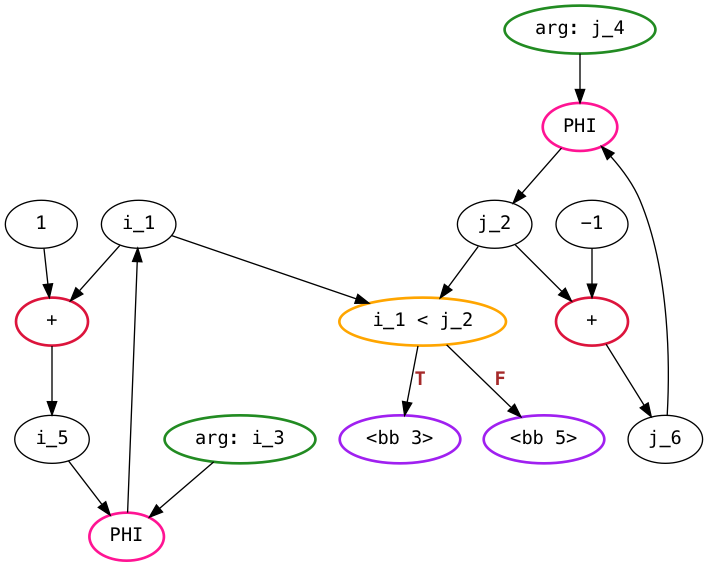 arg: j_4
PHI
1
i_1
j_2
−1
+
i_1 < j_2
+
T
F
i_5
arg: i_3
<bb 3>
<bb 5>
j_6
PHI